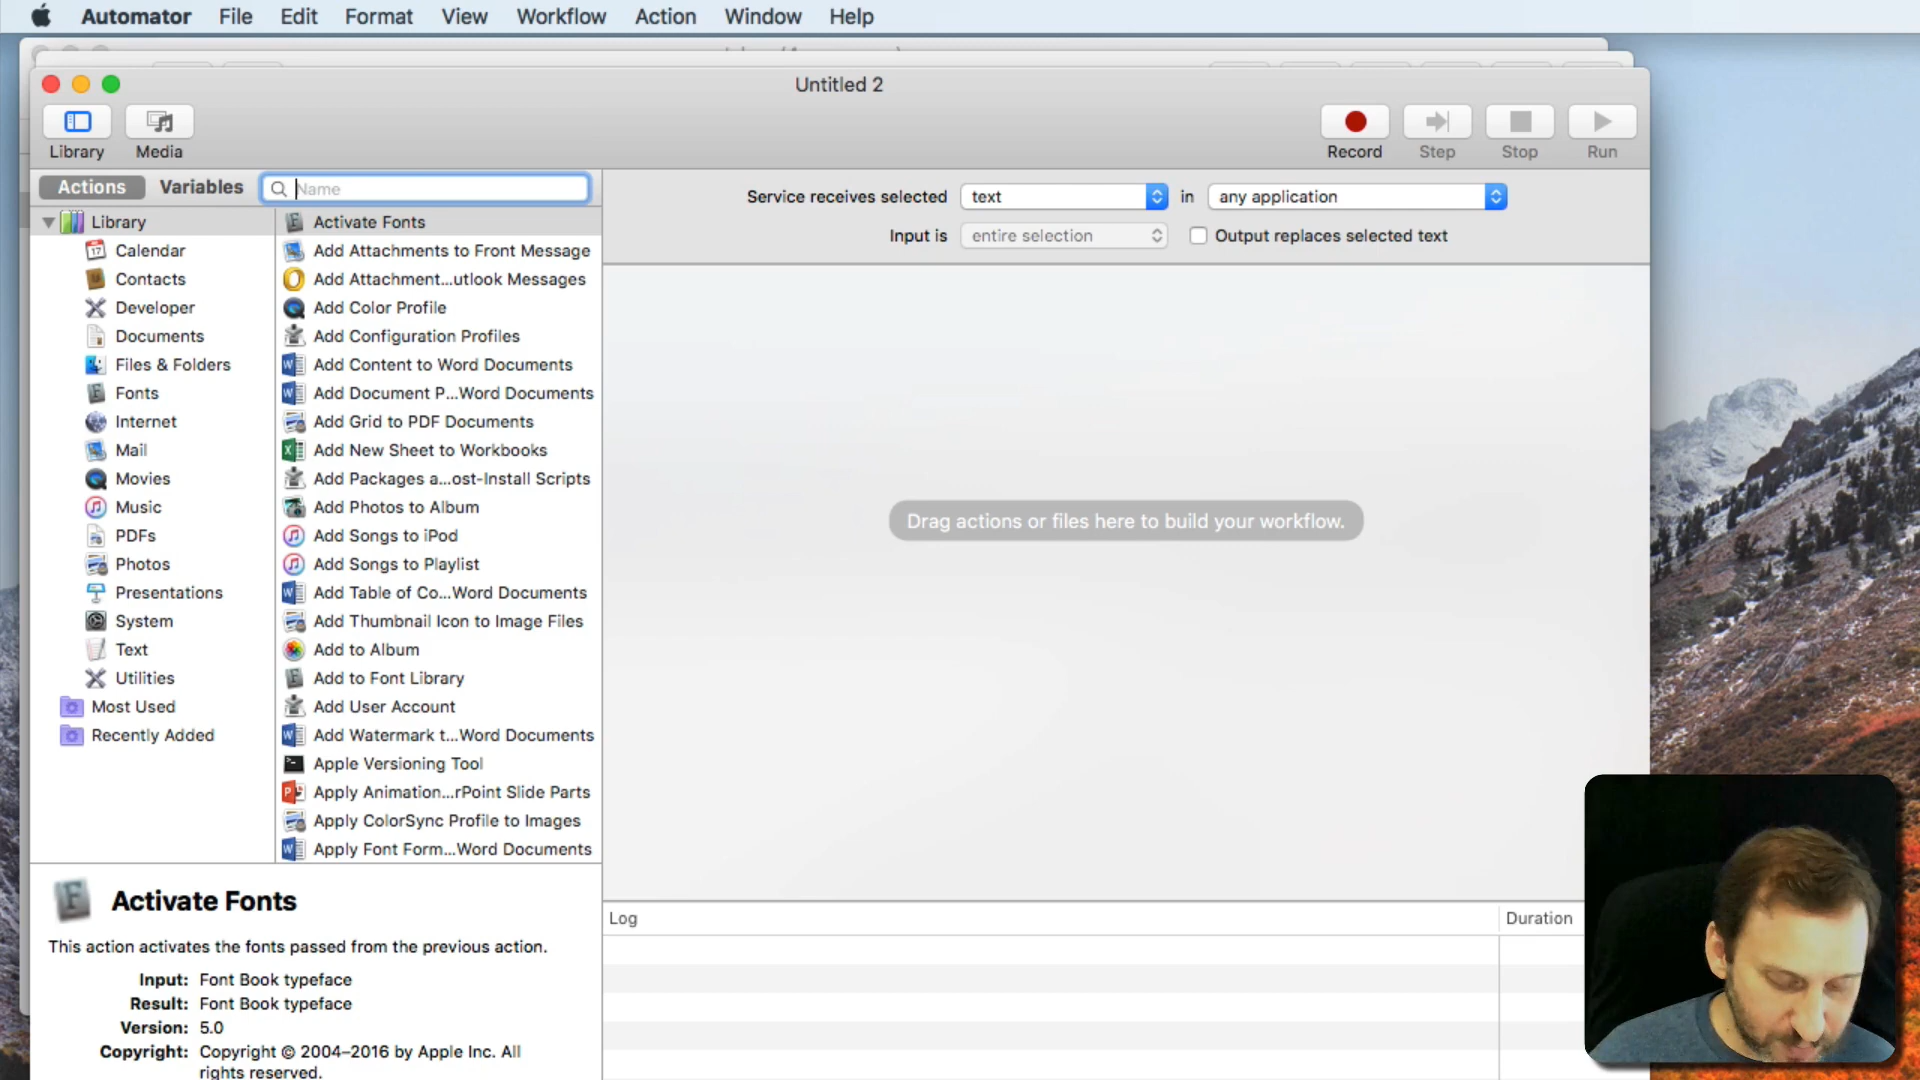 Automator File Edit Format View Workflow Action Window Help
Untitled 2
Library Media Record Step Stop Run
Actions Variables Name
Service receives selected text in any application
Input is entire selection Output replaces selected text
Library
Calendar
Contacts
Developer
Documents
Files & Folders
Fonts
Internet
Mail
Movies
Music
PDFs
Photos
Presentations
System
Text
Utilities
Most Used
Recently Added
Activate Fonts
Add Attachments to Front Message
Add Attachment...utlook Messages
Add Color Profile
Add Configuration Profiles
Add Content to Word Documents
Add Document P...Word Documents
Add Grid to PDF Documents
Add New Sheet to Workbooks
Add Packages a...ost-Install Scripts
Add Photos to Album
Add Songs to iPod
Add Songs to Playlist
Add Table of Co...Word Documents
Add Thumbnail Icon to Image Files
Add to Album
Add to Font Library
Add User Account
Add Watermark t...Word Documents
Apple Versioning Tool
Apply Animation...rPoint Slide Parts
Apply ColorSync Profile to Images
Apply Font Form...Word Documents
Drag actions or files here to build your workflow.
Log Duration
Activate Fonts
This action activates the fonts passed from the previous action.
Input: Font Book typeface
Result: Font Book typeface
Version: 5.0
Copyright: Copyright © 2004–2016 by Apple Inc. All
rights reserved.